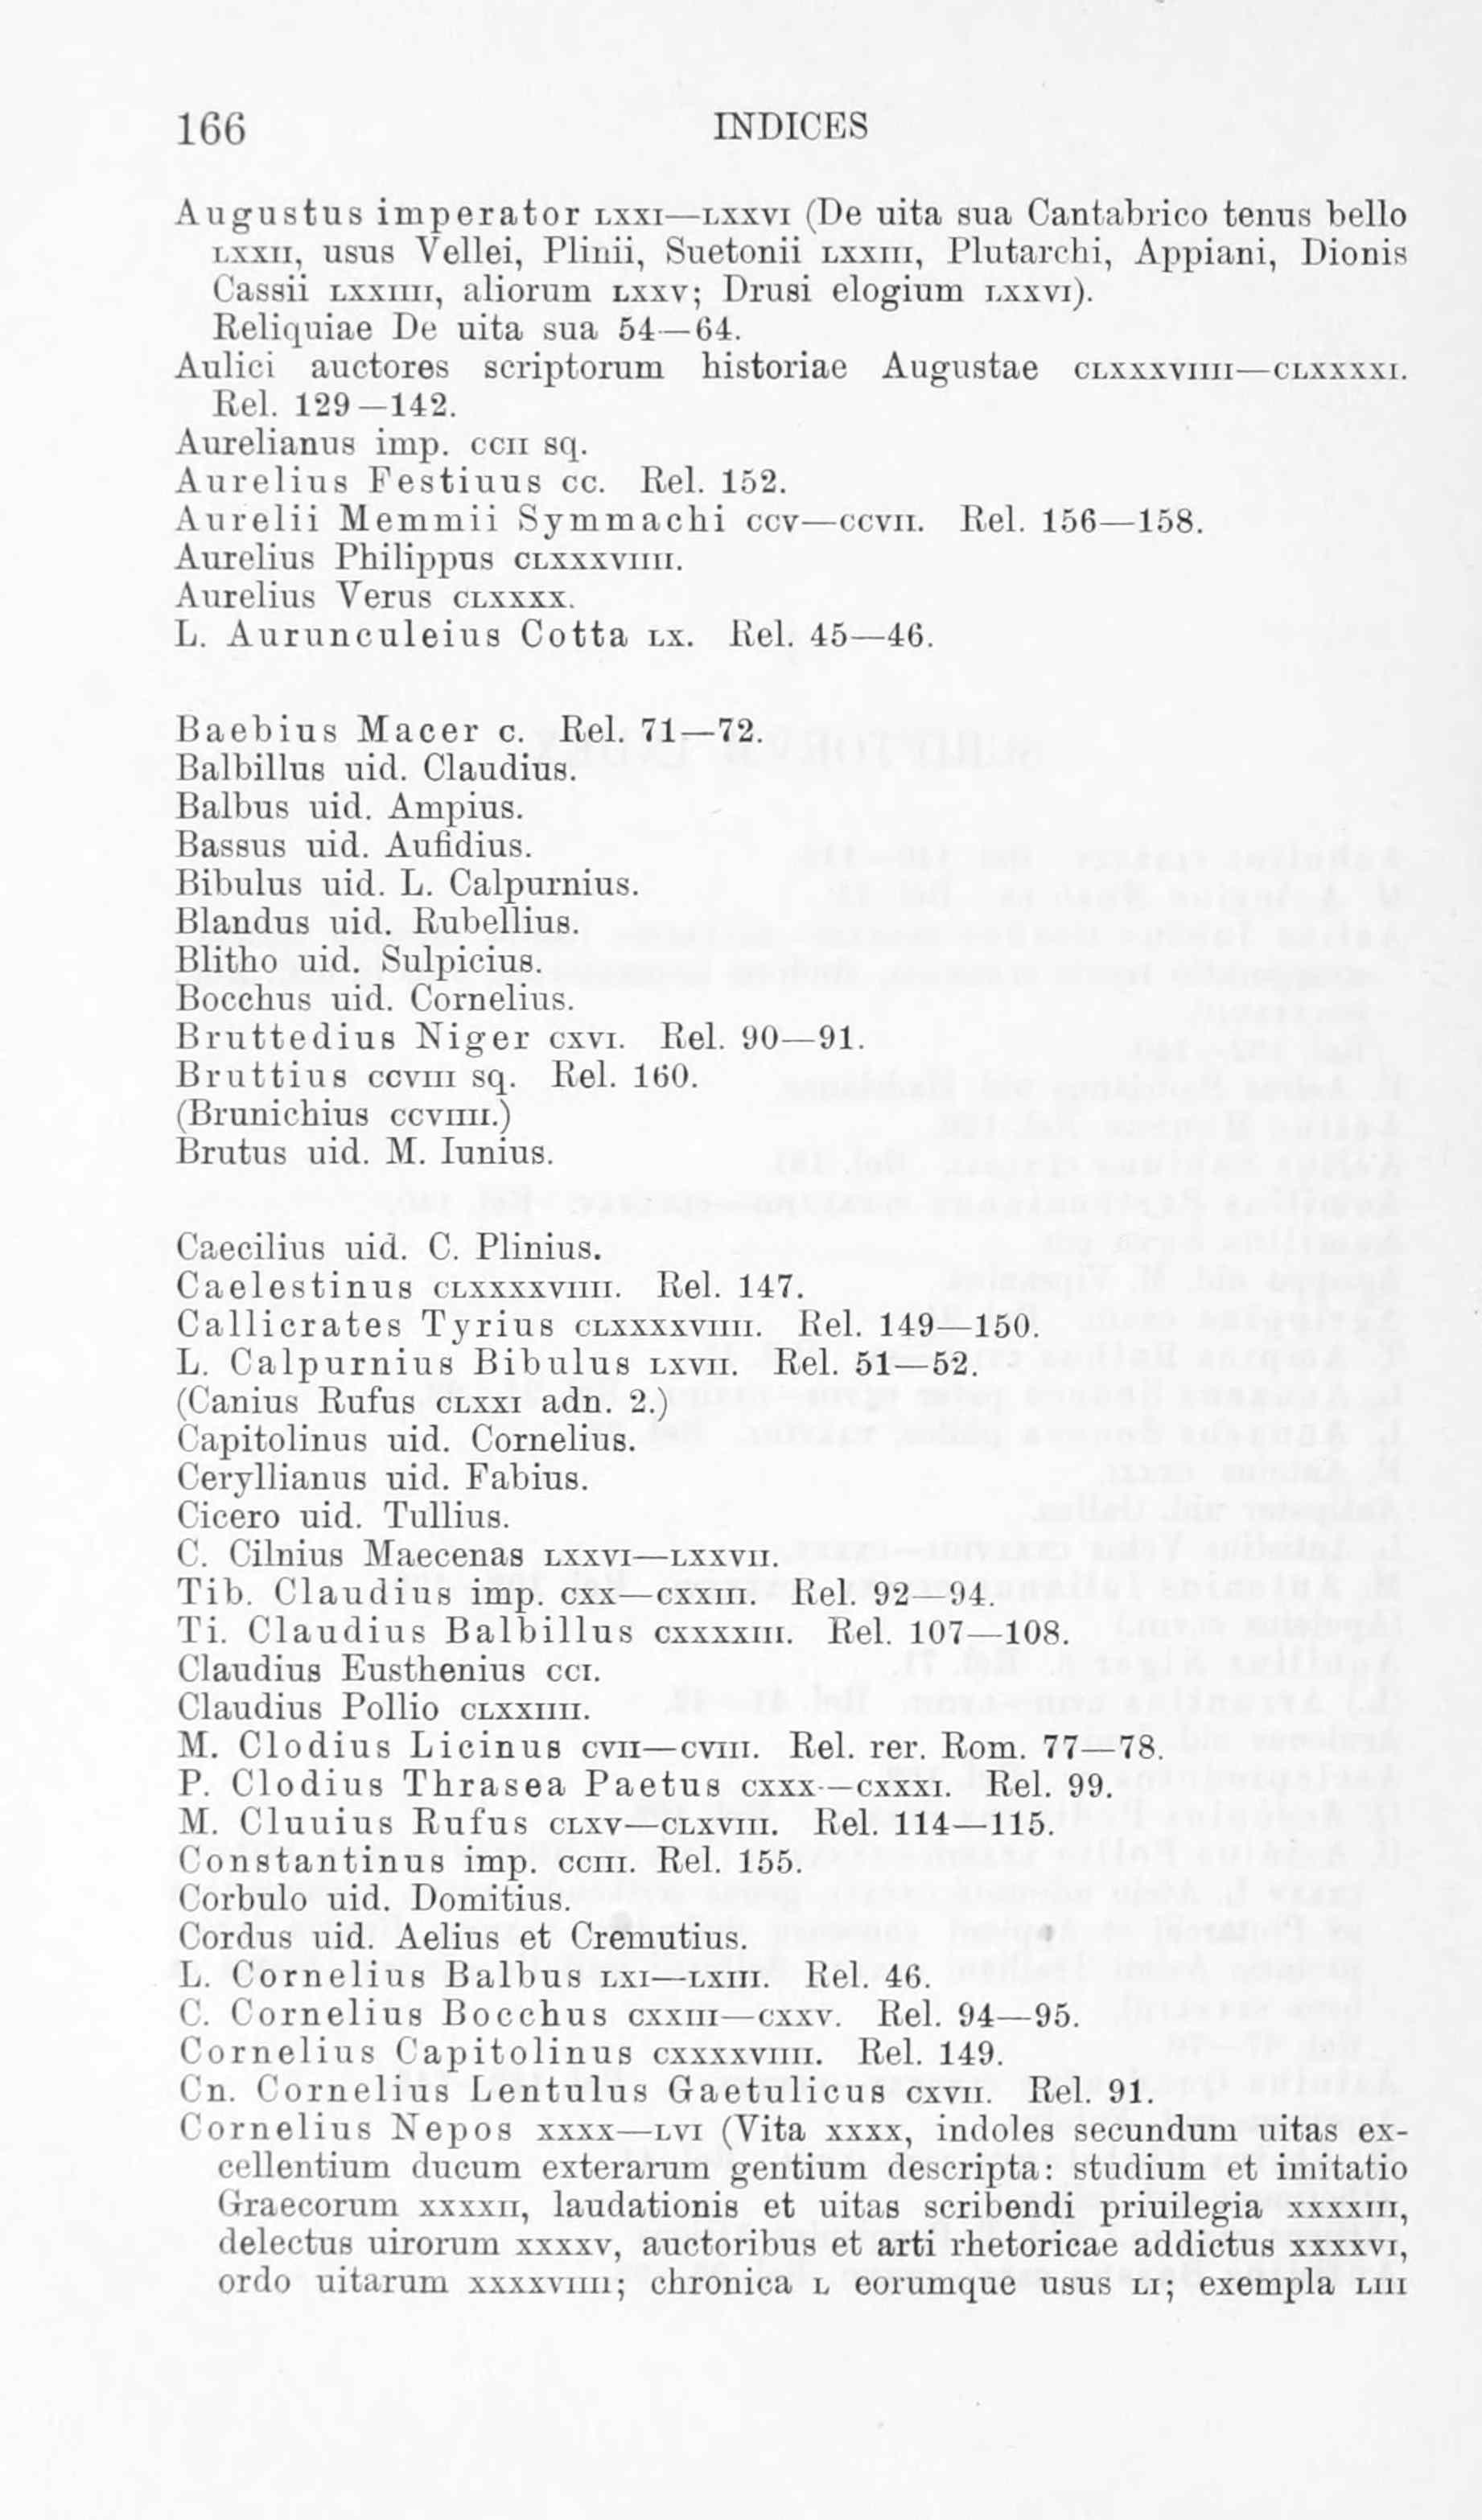 166 INDICES
Augustus imperator LXXI—LXXVI (De uita sua Cantabrico tenus bello
LXXII, usus Vellei, Plinii, Suetonii LXXIII, Plutarchi, Appiani, Dionis
Cassii LXXIIII, aliorum LXXV; Drusi elogium LXXVI).
Reliquiae De uita sua 54—64.
Aulici auctores scriptorum historiae Augustae CLXXXVIIII—CLXXXXI.
Rel. 129—142.
Aurelianus imp. CCII sq.
Aurelius Festiuus CC. Rel. 152.
Aurelii Memmii Symmachi CCV—CCVII. Rel. 156—158.
Aurelius Philippus CLXXXVIIII.
Aurelius Verus CLXXXX.
L. Aurunculeius Cotta LX. Rel. 45—46.
Baebius Macer C. Rel. 71—72.
Balbillus uid. Claudius.
Balbus uid. Ampius.
Bassus uid. Aufidius.
Bibulus uid. L. Calpurnius.
Blandus uid. Rubellius.
Blitho uid. Sulpicius.
Bocchus uid. Cornelius.
Bruttedius Niger CXVI. Rel. 90—91.
Bruttius CCVIII sq. Rel. 160.
(Brunichius CCVIIII.)
Brutus uid. M. Iunius.
Caecilius uid. C. Plinius.
Caelestinus CLXXXXVIIII. Rel. 147.
Callicrates Tyrius CLXXXXVIIII. Rel. 149—150.
L. Calpurnius Bibulus LXVII. Rel. 51—52.
(Canius Rufus CLXXI adn. 2.)
Capitolinus uid. Cornelius.
Ceryllianus uid. Fabius.
Cicero uid. Tullius.
C. Cilnius Maecenas LXXVI—LXXVII.
Tib. Claudius imp. CXX—CXXIII. Rel. 92—94.
Ti. Claudius Balbillus CXXXXIII. Rel. 107—108.
Claudius Eusthenius CCI.
Claudius Pollio CLXXIIII.
M. Clodius Licinus CVII—CVIII. Rel. rer. Rom. 77—78.
P. Clodius Thrasea Paetus CXXX—CXXXI. Rel. 99.
M. Cluuius Rufus CLXV—CLXVIII. Rel. 114—115.
Constantinus imp. CCIII. Rel. 155.
Corbulo uid. Domitius.
Cordus uid. Aelius et Cremutius.
L. Cornelius Balbus LXI—LXIII. Rel. 46.
C. Cornelius Bocchus CXXIII—CXXV. Rel. 94—95.
Cornelius Capitolinus CXXXXVIIII. Rel. 149.
Cn. Cornelius Lentulus Gaetulicus CXVII. Rel. 91.
Cornelius Nepos XXXX—LVI (Vita XXXX, indoles secundum uitas ex-
cellentium ducum exterarum gentium descripta: studium et imitatio
Graecorum XXXXII, laudationis et uitas scribendi priuilegia XXXXIII,
delectus uirorum XXXXV, auctoribus et arti rhetoricae addictus XXXXVI,
ordo uitarum XXXXVIIII; chronica L eorumque usus LI; exempla LIII